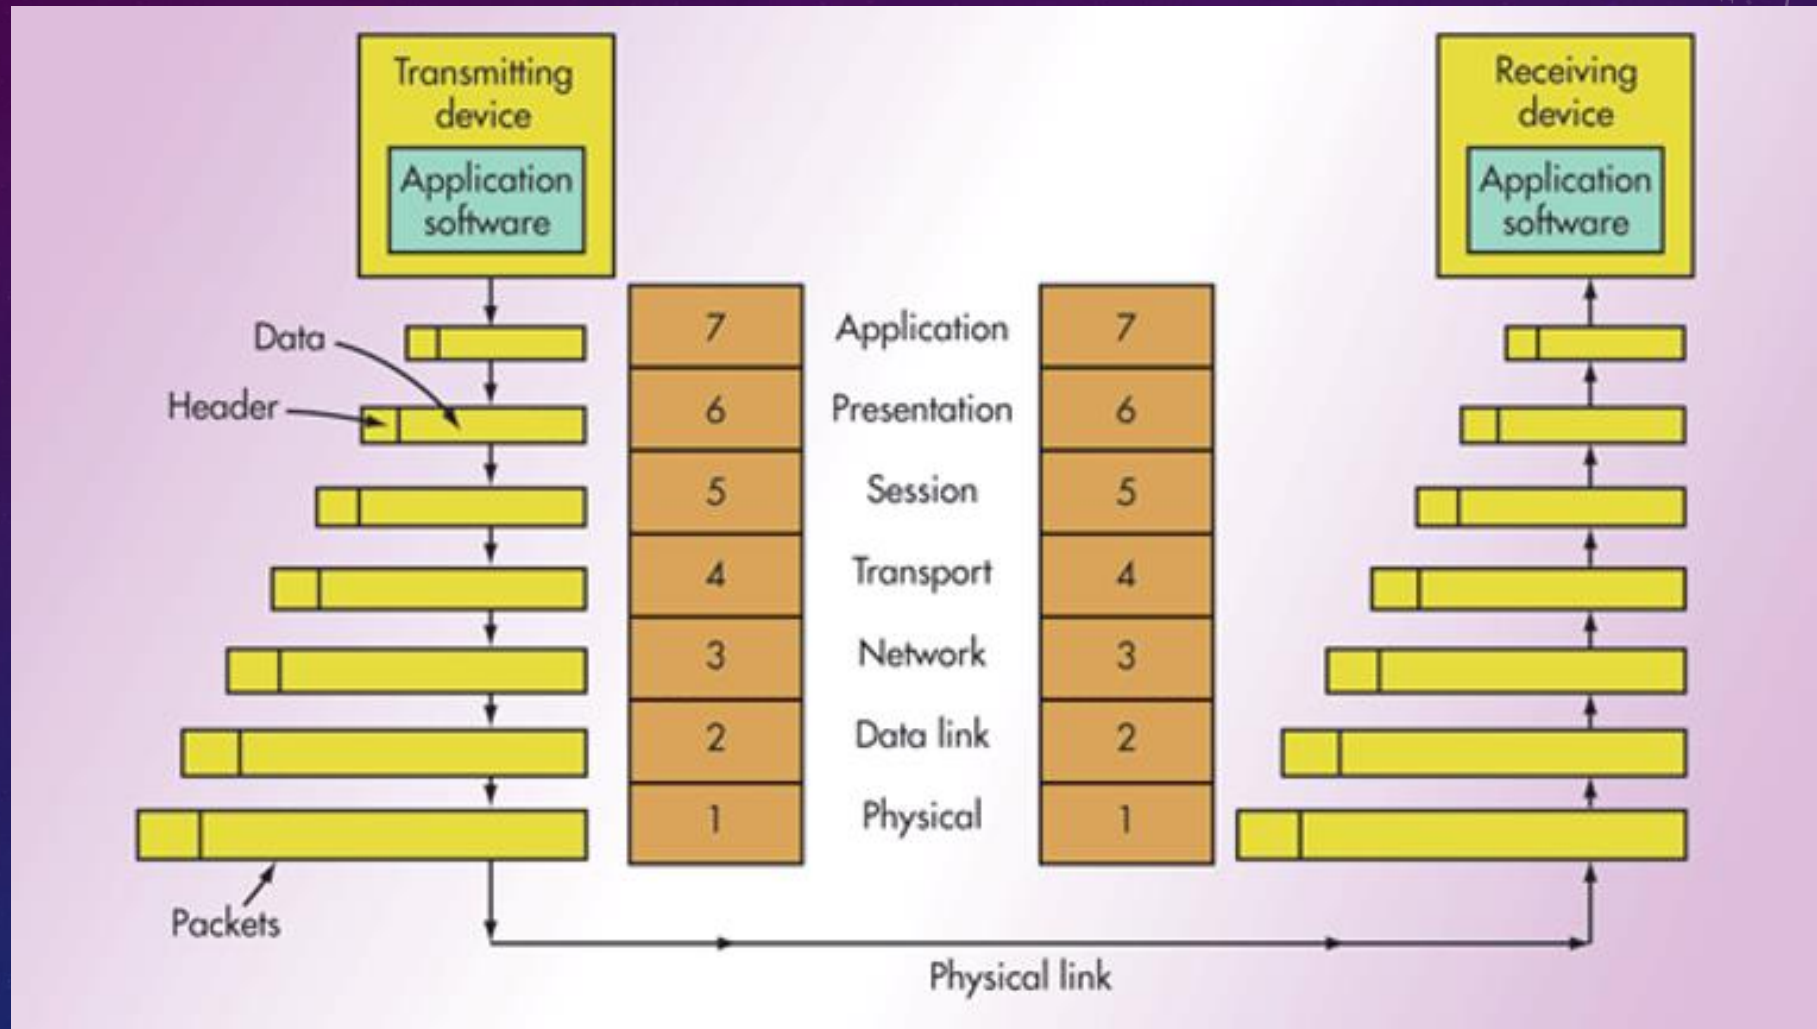 Transmitting
device
Application
software
Receiving
device
Application
software
Data
Header
7
Application
7
6
Presentation
6
5
Session
5
4
Transport
4
3
Network
3
2
Data link
2
1
Physical
1
Packets
Physical link